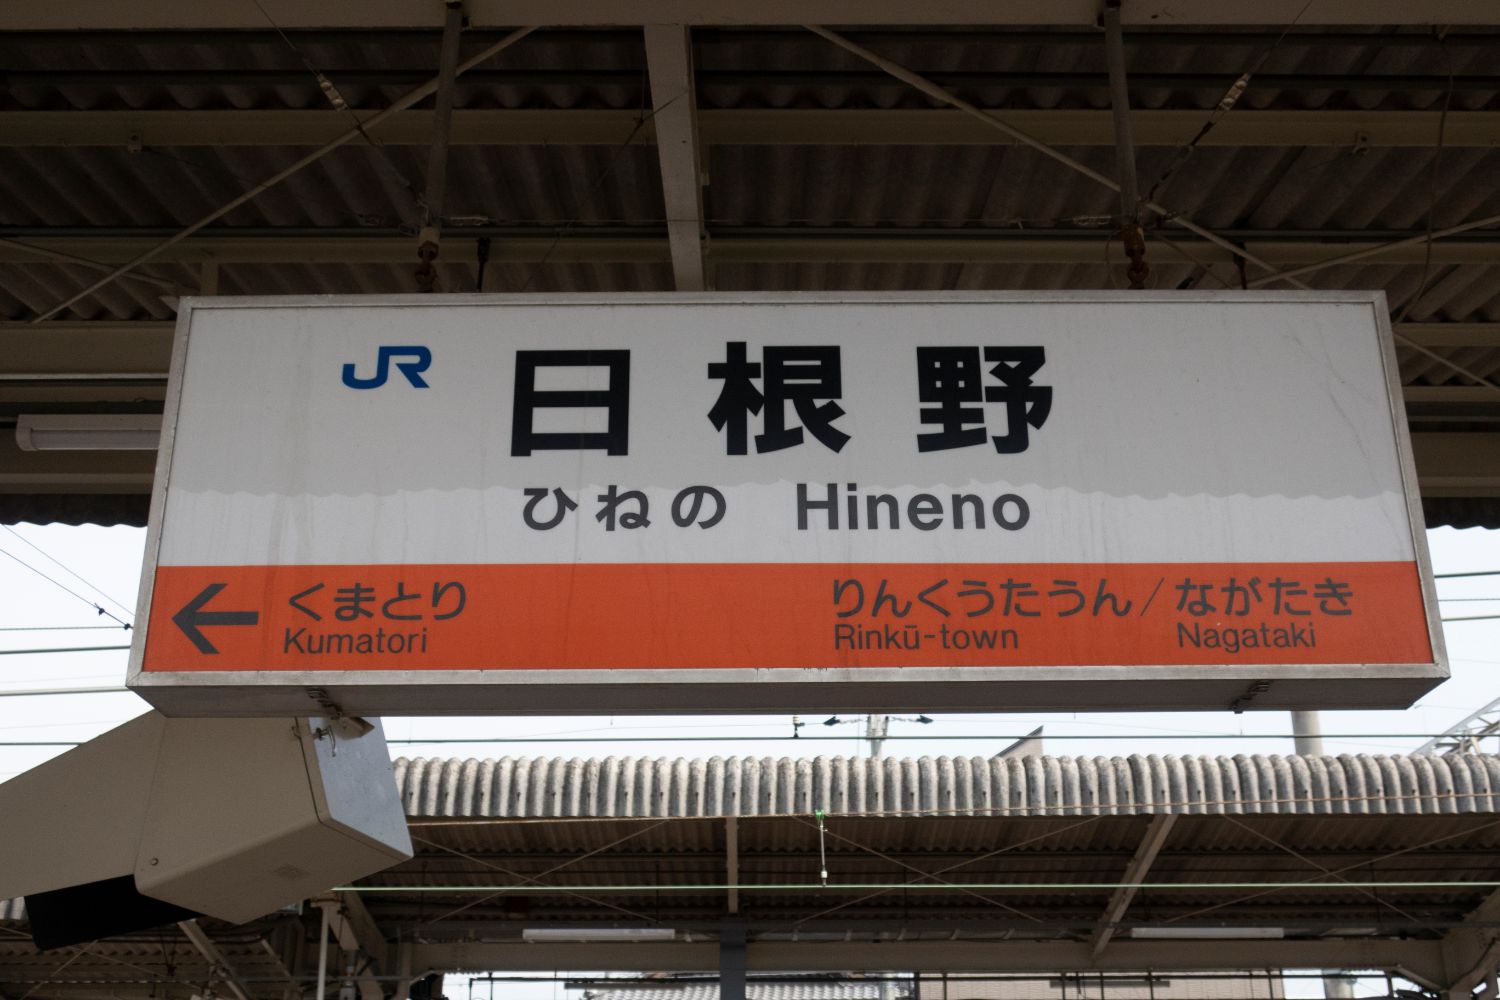 JR 日根野
ひねの Hineno
← くまとり りんくうたうん/ながたき
Kumatori Rinkū-town Nagataki